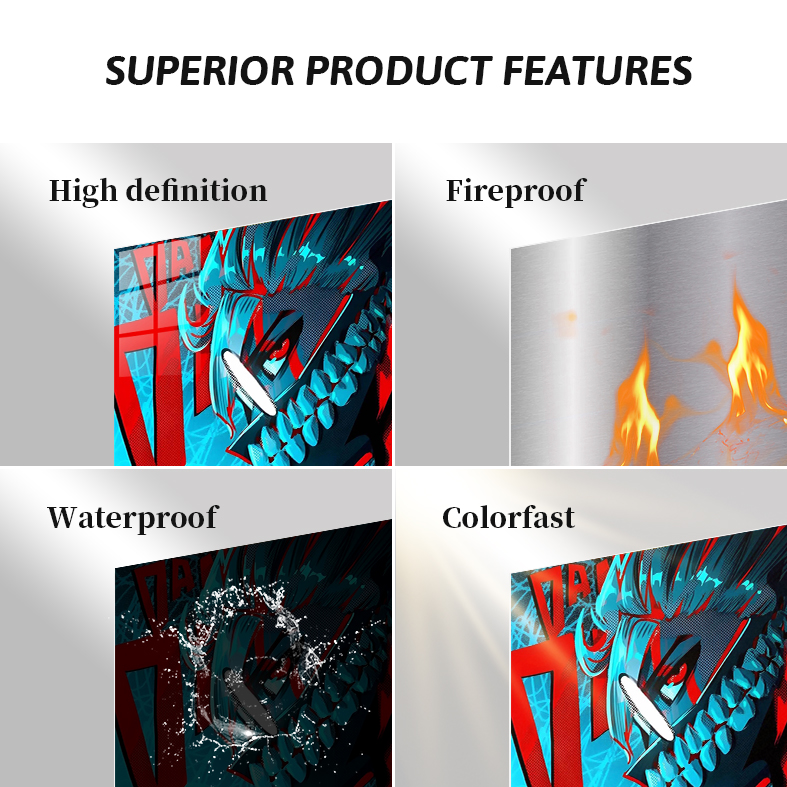 SUPERIOR PRODUCT FEATURES
High definition
Fireproof
Waterproof
Colorfast